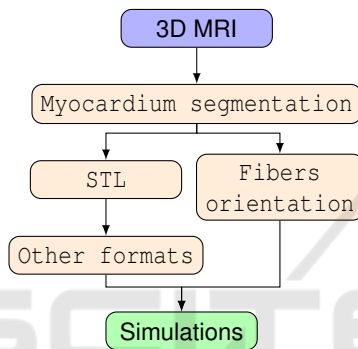 3D MRI
Myocardium segmentation
STL
Fibers
orientation
Other formats
Simulations